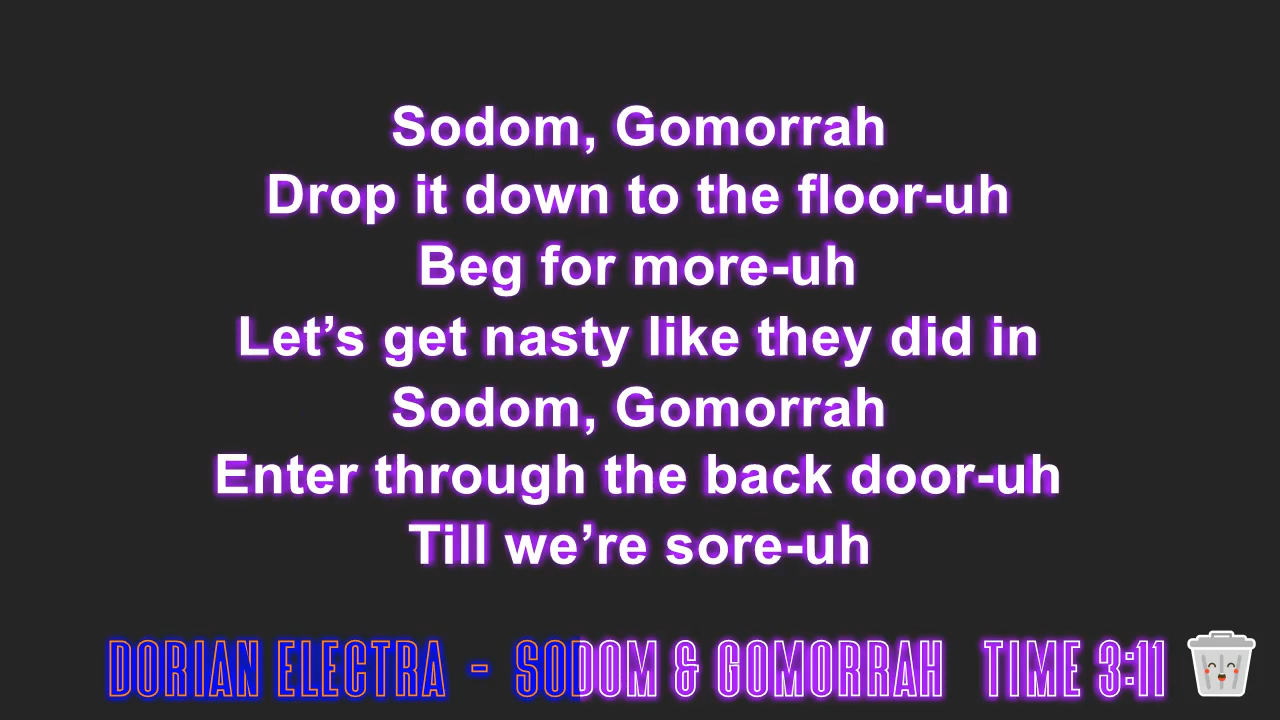 Sodom, Gomorrah
Drop it down to the floor-uh
Beg for more-uh
Let’s get nasty like they did in
Sodom, Gomorrah
Enter through the back door-uh
Till we’re sore-uh
DORIAN ELECTRA - SODOM & GOMORRAH TIME 3:11